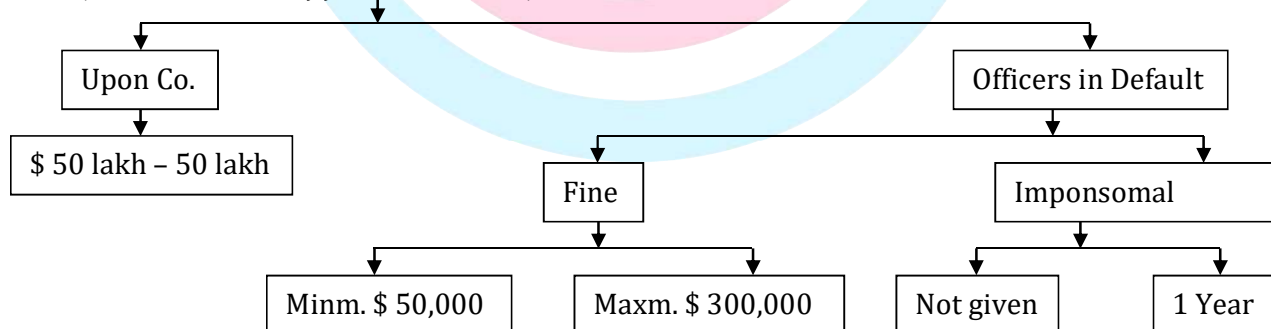 Upon Co.
Officers in Default
$ 50 lakh – 50 lakh
Fine
Imponsomal
Minm. $ 50,000
Maxm. $ 300,000
Not given
1 Year